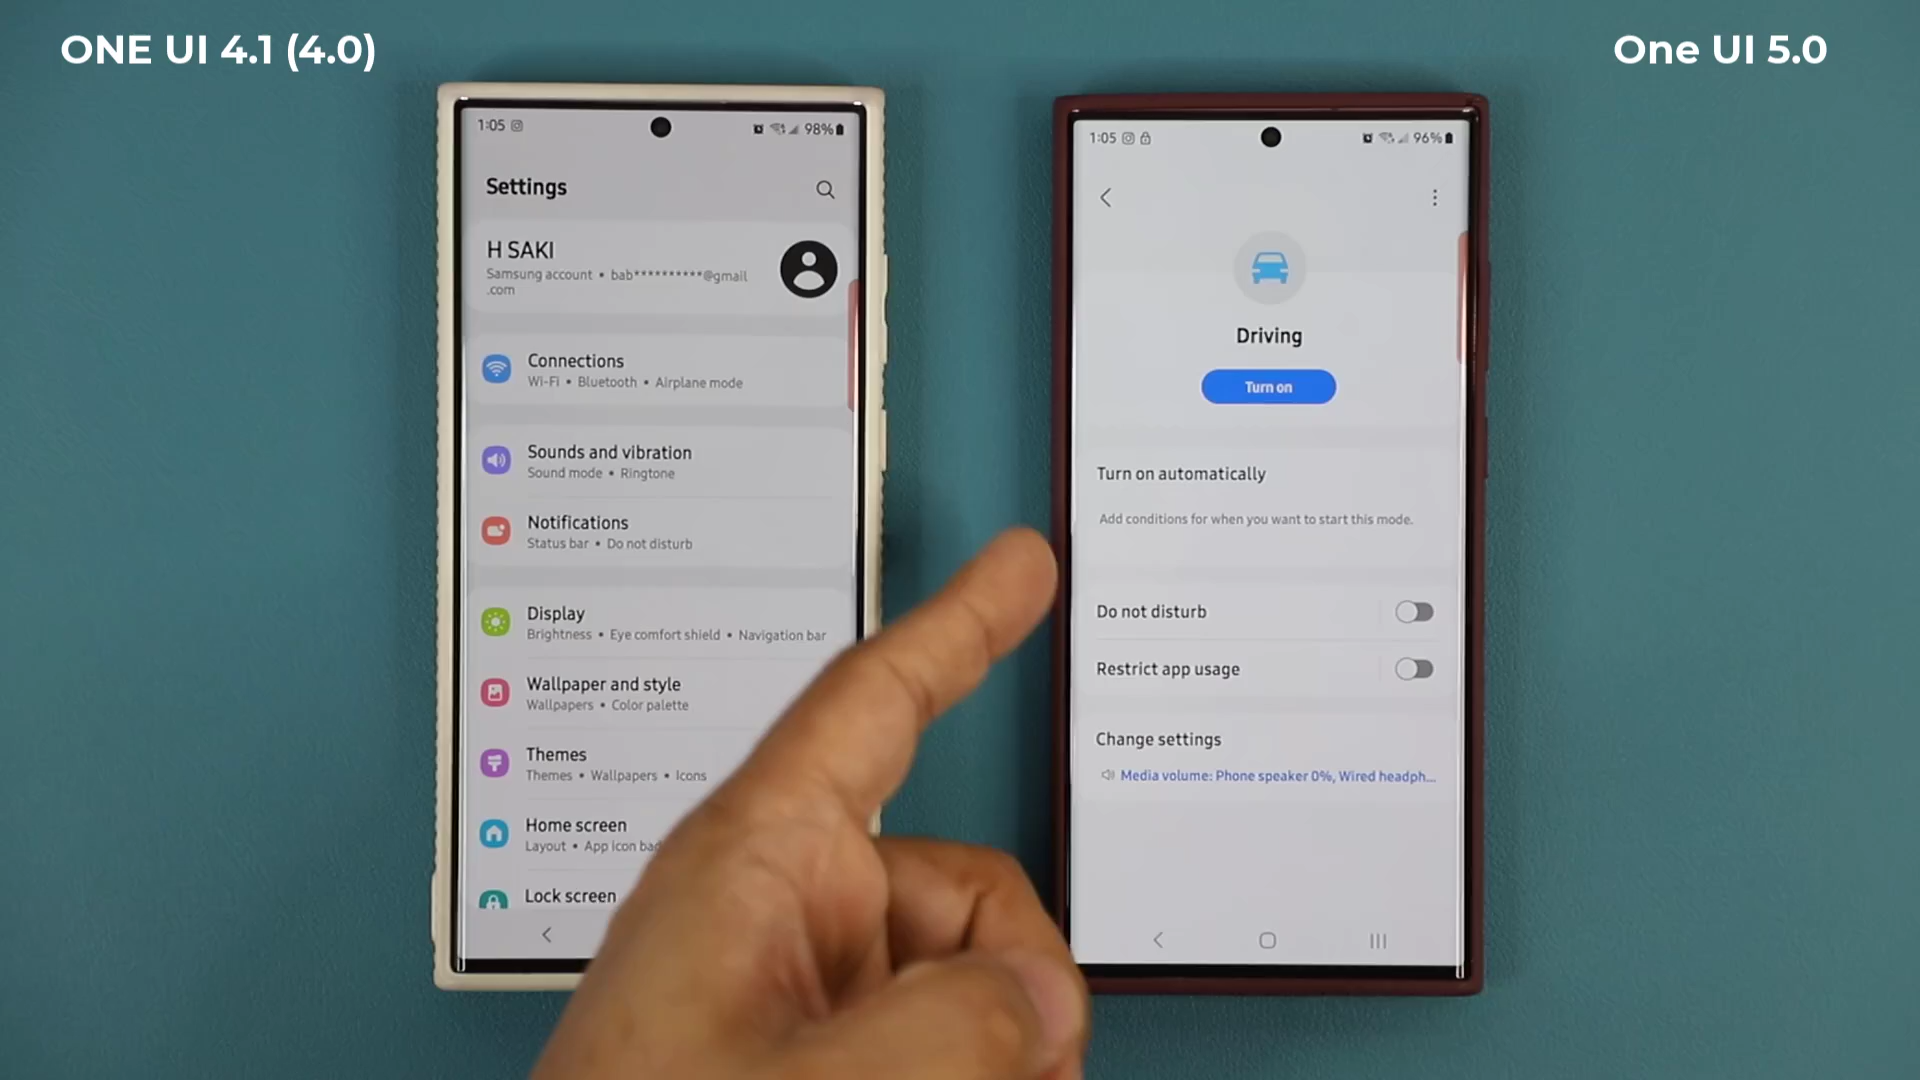 ONE UI 4.1 (4.0)
One UI 5.0
1:05
98%
Settings
H SAKI
Samsung account • bab**********@gmail
.com
Connections
Wi-Fi • Bluetooth • Airplane mode
Sounds and vibration
Sound mode • Ringtone
Notifications
Status bar • Do not disturb
Display
Brightness • Eye comfort shield • Navigation bar
Wallpaper and style
Wallpapers • Color palette
Themes
Themes • Wallpapers • Icons
Home screen
Layout • App icon
Lock screen
1:05
96%
Driving
Turn on
Turn on automatically
Add conditions for when you want to start this mode.
Do not disturb
Restrict app usage
Change settings
Media volume: Phone speaker 0%, Wired headph...